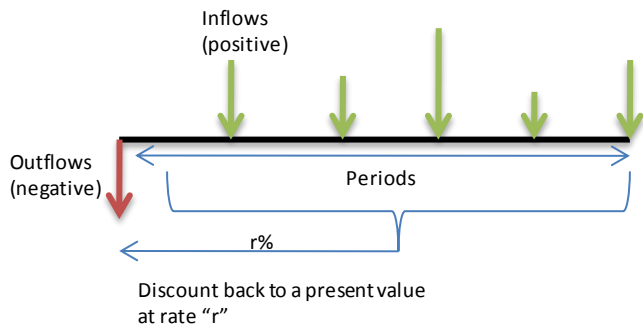 Inflows
(positive)
Outflows
(negative)
Periods
r%
Discount back to a present value
at rate “r”